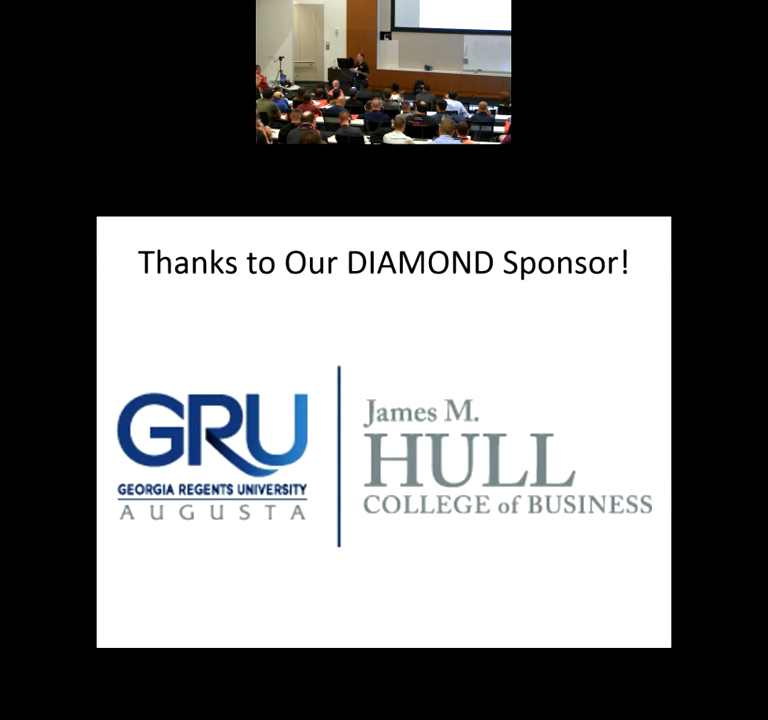 Thanks to Our DIAMOND Sponsor!
GRU
GEORGIA REGENTS UNIVERSITY
AUGUSTA
James M.
HULL
COLLEGE of BUSINESS